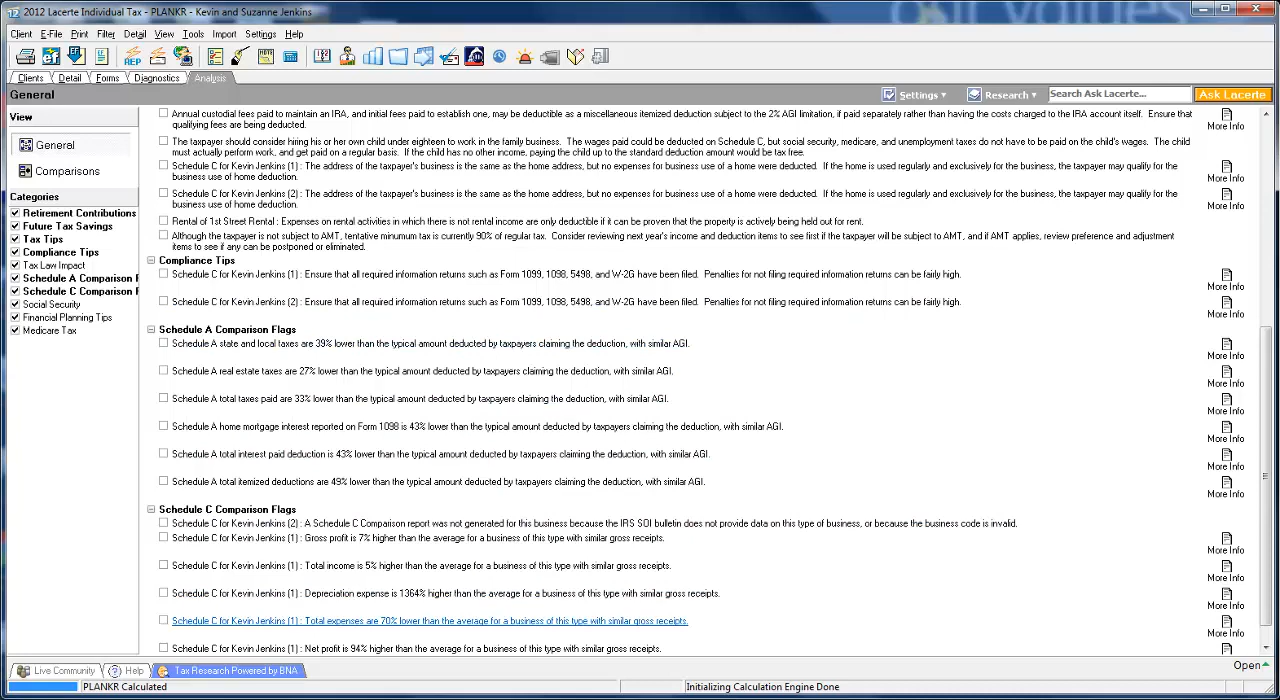 2012 Lacerte Individual Tax - PLANKR - Kevin and Suzanne Jenkins
Client E-File Print Filter Detail View Tools Import Settings Help
Clients Detail Forms Diagnostics Analysis
General Settings Research Search Ask Lacerte Ask Lacerte
View
General
Comparisons
Categories
Retirement Contributions
Future Tax Savings
Tax Tips
Compliance Tips
Tax Law Impact
Schedule A Comparison F
Schedule C Comparison F
Social Security
Financial Planning Tips
Medicare Tax
Annual custodial fees paid to maintain an IRA, and initial fees paid to establish one, may be deductible as a miscellaneous itemized deduction subject to the 2% AGI limitation, if paid separately rather than having the costs charged to the IRA account itself. Ensure that
qualifying fees are being deducted.
More Info
The taxpayer should consider hiring his or her own child under eighteen to work in the family business. The wages paid could be deducted on Schedule C, but social security, medicare, and unemployment taxes do not have to be paid on the child's wages. The child
must actually perform work, and get paid on a regular basis. If the child has no other income, paying the child up to the standard deduction amount would be tax free.
Schedule C for Kevin Jenkins (1) : The address of the taxpayer's business is the same as the home address, but no expenses for business use of a home were deducted. If the home is used regularly and exclusively for the business, the taxpayer may qualify for the
business use of home deduction.
More Info
Schedule C for Kevin Jenkins (2) : The address of the taxpayer's business is the same as the home address, but no expenses for business use of a home were deducted. If the home is used regularly and exclusively for the business, the taxpayer may qualify for the
business use of home deduction.
More Info
Rental of 1st Street Rental : Expenses on rental activities in which there is not rental income are only deductible if it can be proven that the property is actively being held out for rent.
Although the taxpayer is not subject to AMT, tentative minumum tax is currently 90% of regular tax. Consider reviewing next year's income and deduction items to see first if the taxpayer will be subject to AMT, and if AMT applies, review preference and adjustment
items to see if any can be postponed or eliminated.
Compliance Tips
Schedule C for Kevin Jenkins (1) : Ensure that all required information returns such as Form 1099, 1098, 5498, and W-2G have been filed. Penalties for not filing required information returns can be fairly high.
More Info
Schedule C for Kevin Jenkins (2) : Ensure that all required information returns such as Form 1099, 1098, 5498, and W-2G have been filed. Penalties for not filing required information returns can be fairly high.
More Info
Schedule A Comparison Flags
Schedule A state and local taxes are 39% lower than the typical amount deducted by taxpayers claiming the deduction, with similar AGI.
More Info
Schedule A real estate taxes are 27% lower than the typical amount deducted by taxpayers claiming the deduction, with similar AGI.
More Info
Schedule A total taxes paid are 33% lower than the typical amount deducted by taxpayers claiming the deduction, with similar AGI.
More Info
Schedule A home mortgage interest reported on Form 1098 is 43% lower than the typical amount deducted by taxpayers claiming the deduction, with similar AGI.
More Info
Schedule A total interest paid deduction is 43% lower than the typical amount deducted by taxpayers claiming the deduction, with similar AGI.
More Info
Schedule A total itemized deductions are 49% lower than the typical amount deducted by taxpayers claiming the deduction, with similar AGI.
More Info
Schedule C Comparison Flags
Schedule C for Kevin Jenkins (2) : A Schedule C Comparison report was not generated for this business because the IRS SOI bulletin does not provide data on this type of business, or because the business code is invalid.
Schedule C for Kevin Jenkins (1) : Gross profit is 7% higher than the average for a business of this type with similar gross receipts.
More Info
Schedule C for Kevin Jenkins (1) : Total income is 5% higher than the average for a business of this type with similar gross receipts.
More Info
Schedule C for Kevin Jenkins (1) : Depreciation expense is 1364% higher than the average for a business of this type with similar gross receipts.
More Info
Schedule C for Kevin Jenkins (1) : Total expenses are 70% lower than the average for a business of this type with similar gross receipts.
More Info
Schedule C for Kevin Jenkins (1) : Net profit is 94% higher than the average for a business of this type with similar gross receipts.
Open
Live Community Help Tax Research Powered by BNA
PLANKR Calculated Initializing Calculation Engine Done